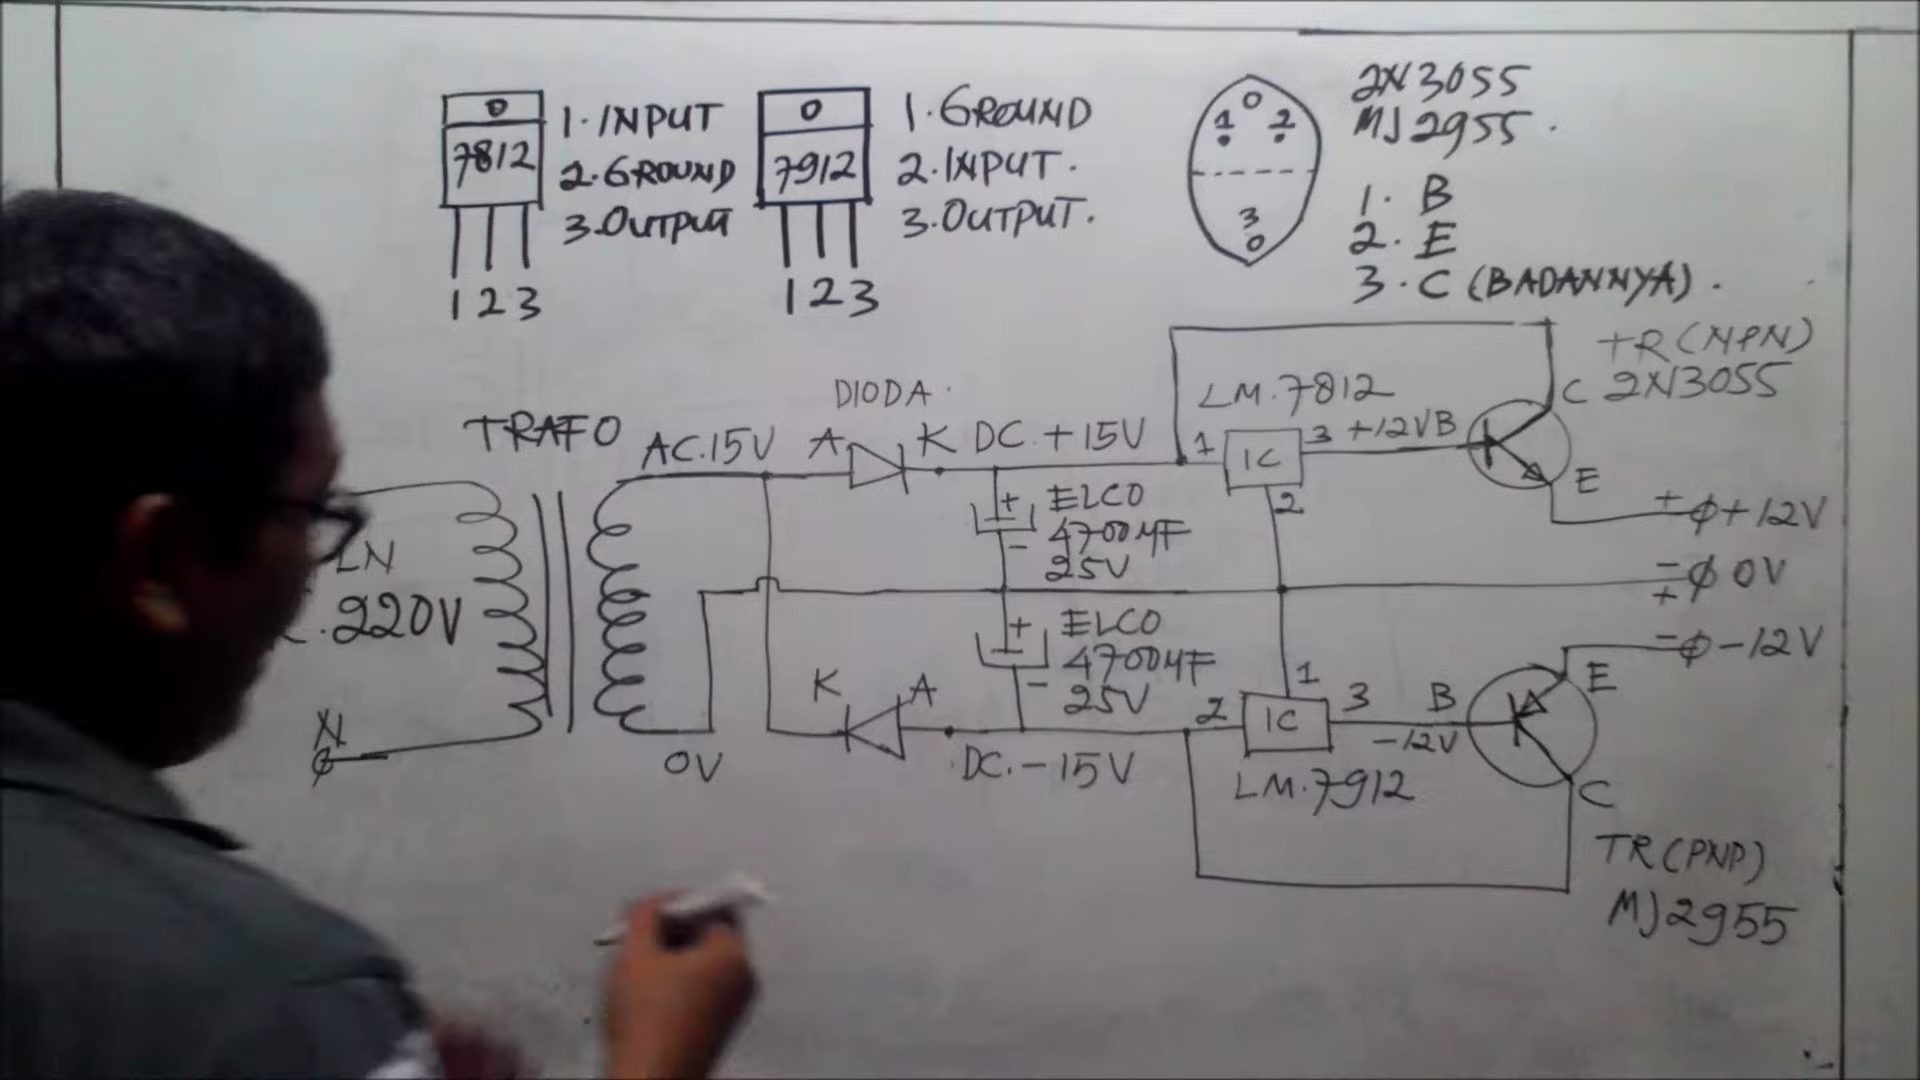 0
7812
1 2 3
1. INPUT
2. GROUND
3. OUTPUT
0
7912
1 2 3
1. GROUND
2. INPUT.
3. OUTPUT.
1 2
3
2N3055
MJ2955.
1. B
2. E
3. C (BADANNYA).
TRAFO
LN
.220V
N
AC.15V
0V
DIODA.
A K
DC.+15V
+ ELCO
4700µF
- 25V
LM.7812
1 IC 3 +12V B
2
TR(NPN)
C 2N3055
E
+ +12V
- 0V
+
- -12V
+ ELCO
4700µF
- 25V
K A
DC.-15V
1
2 IC 3 B
-12V
LM.7912
E
C
TR(PNP)
MJ2955